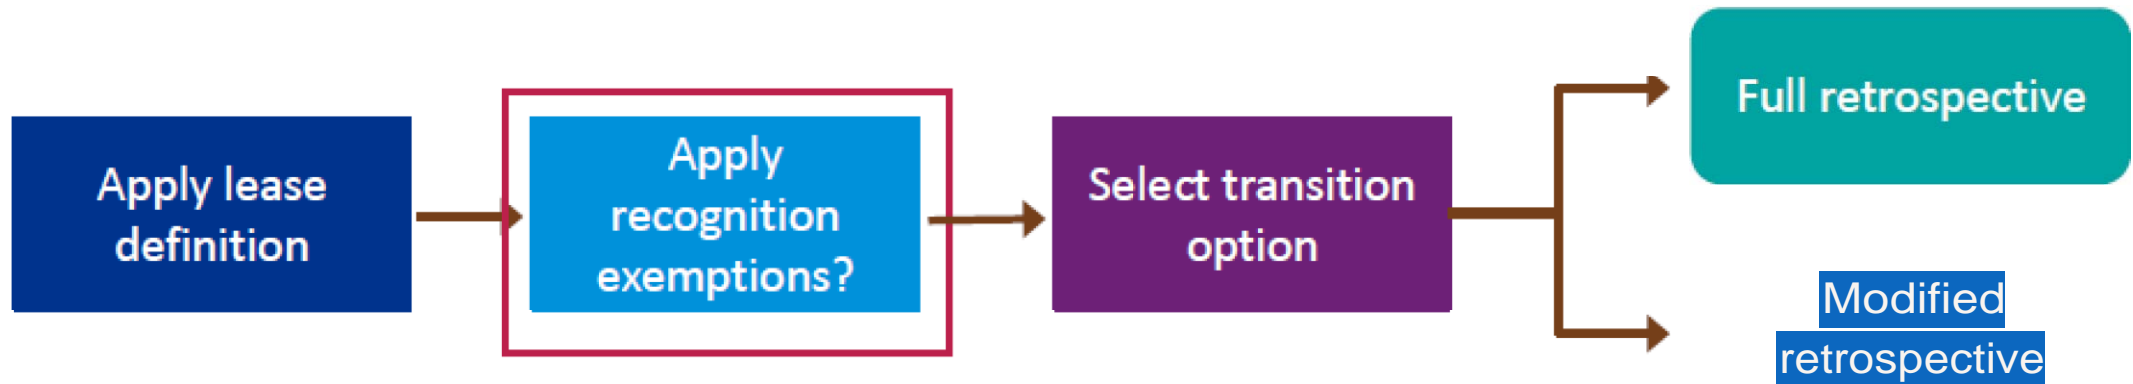 Apply lease
definition
Apply
recognition
exemptions?
Select transition
option
Full retrospective
Modified
retrospective